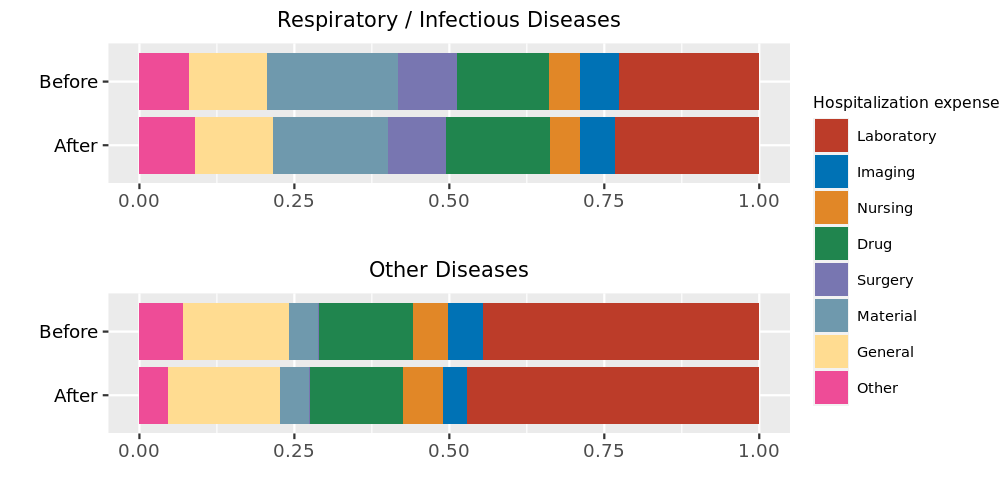 Respiratory / Infectious Diseases
Before
After
0.00 0.25 0.50 0.75 1.00
Other Diseases
Before
After
0.00 0.25 0.50 0.75 1.00
Hospitalization expense
Laboratory
Imaging
Nursing
Drug
Surgery
Material
General
Other